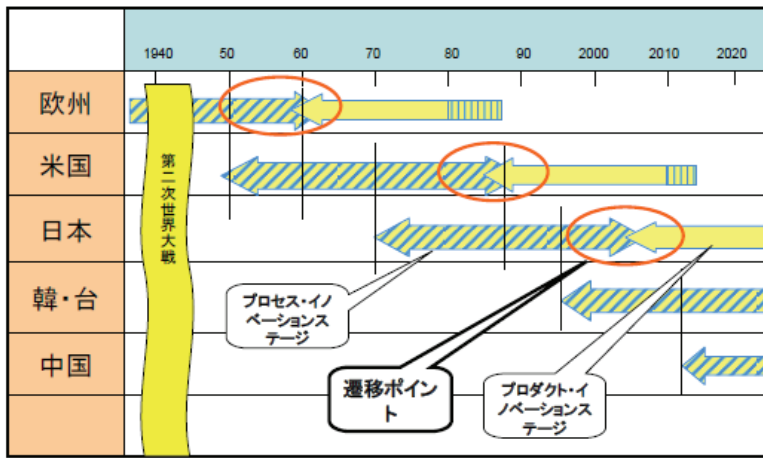 1940 50 60 70 80 90 2000 2010 2020
欧州
米国
日本
韓・台
中国
第二次世界大戦
プロセス・イノ
ベーションス
テージ
遷移ポイン
ト
プロダクト・イ
ノベーションス
テージ